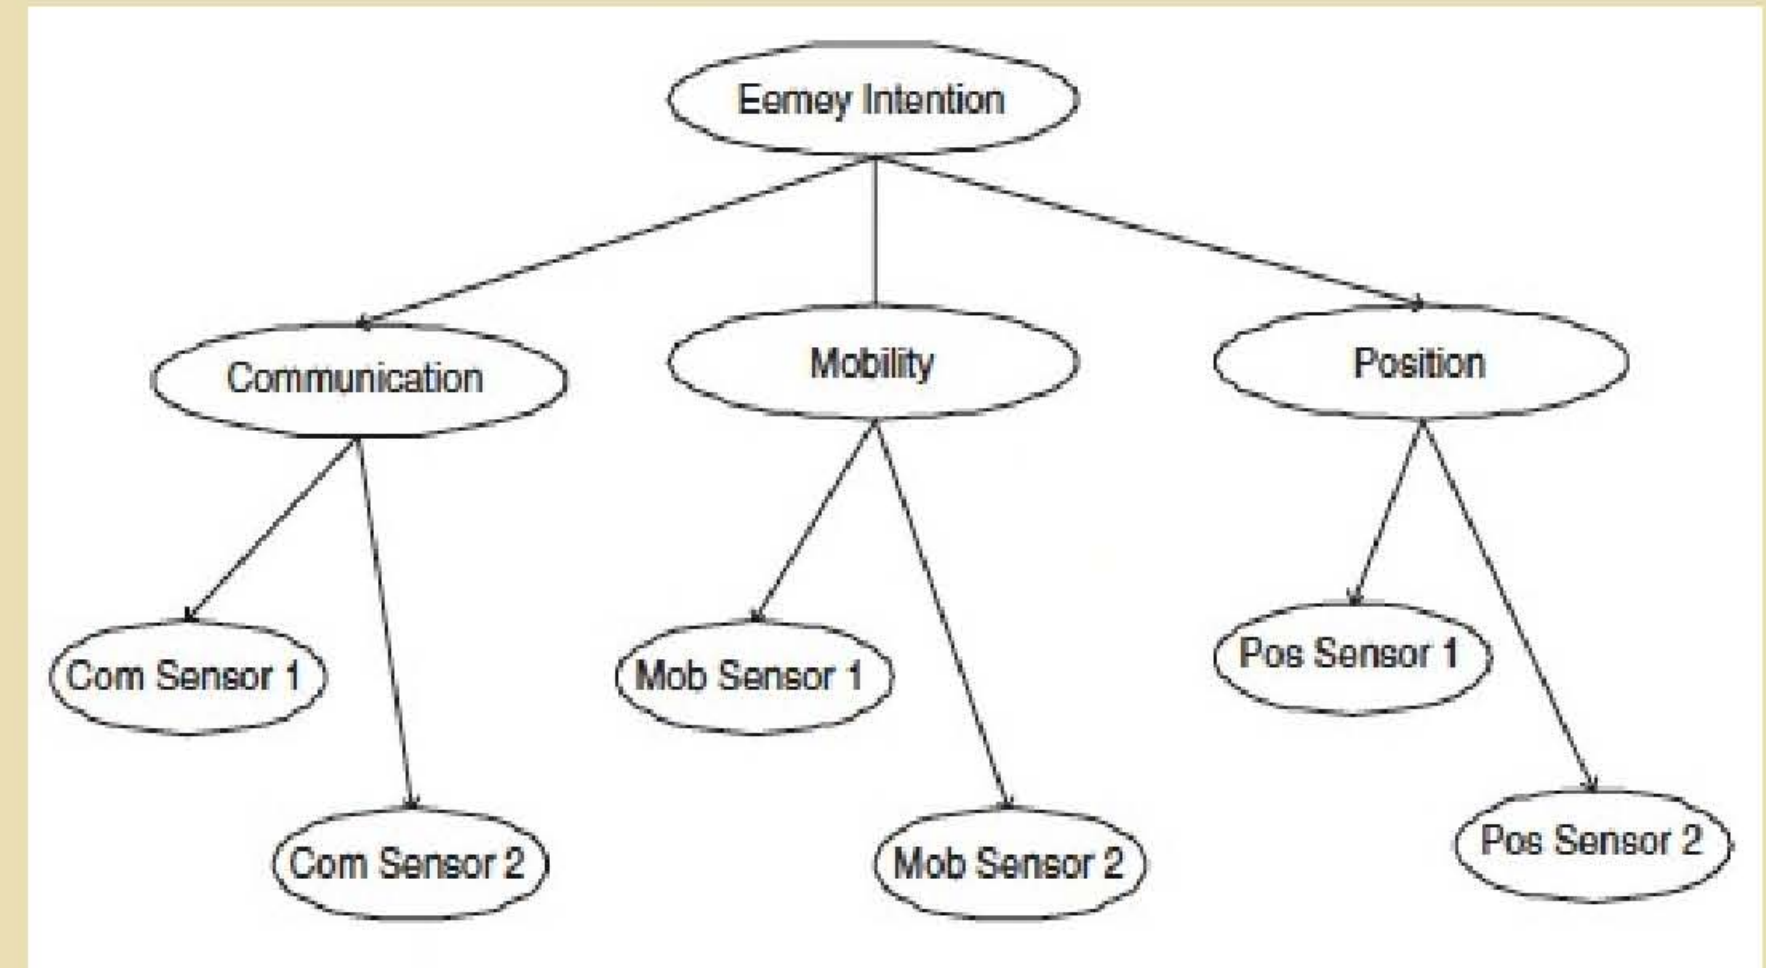 Eemey Intention
Communication
Mobility
Position
Com Sensor 1
Mob Sensor 1
Pos Sensor 1
Com Sensor 2
Mob Sensor 2
Pos Sensor 2